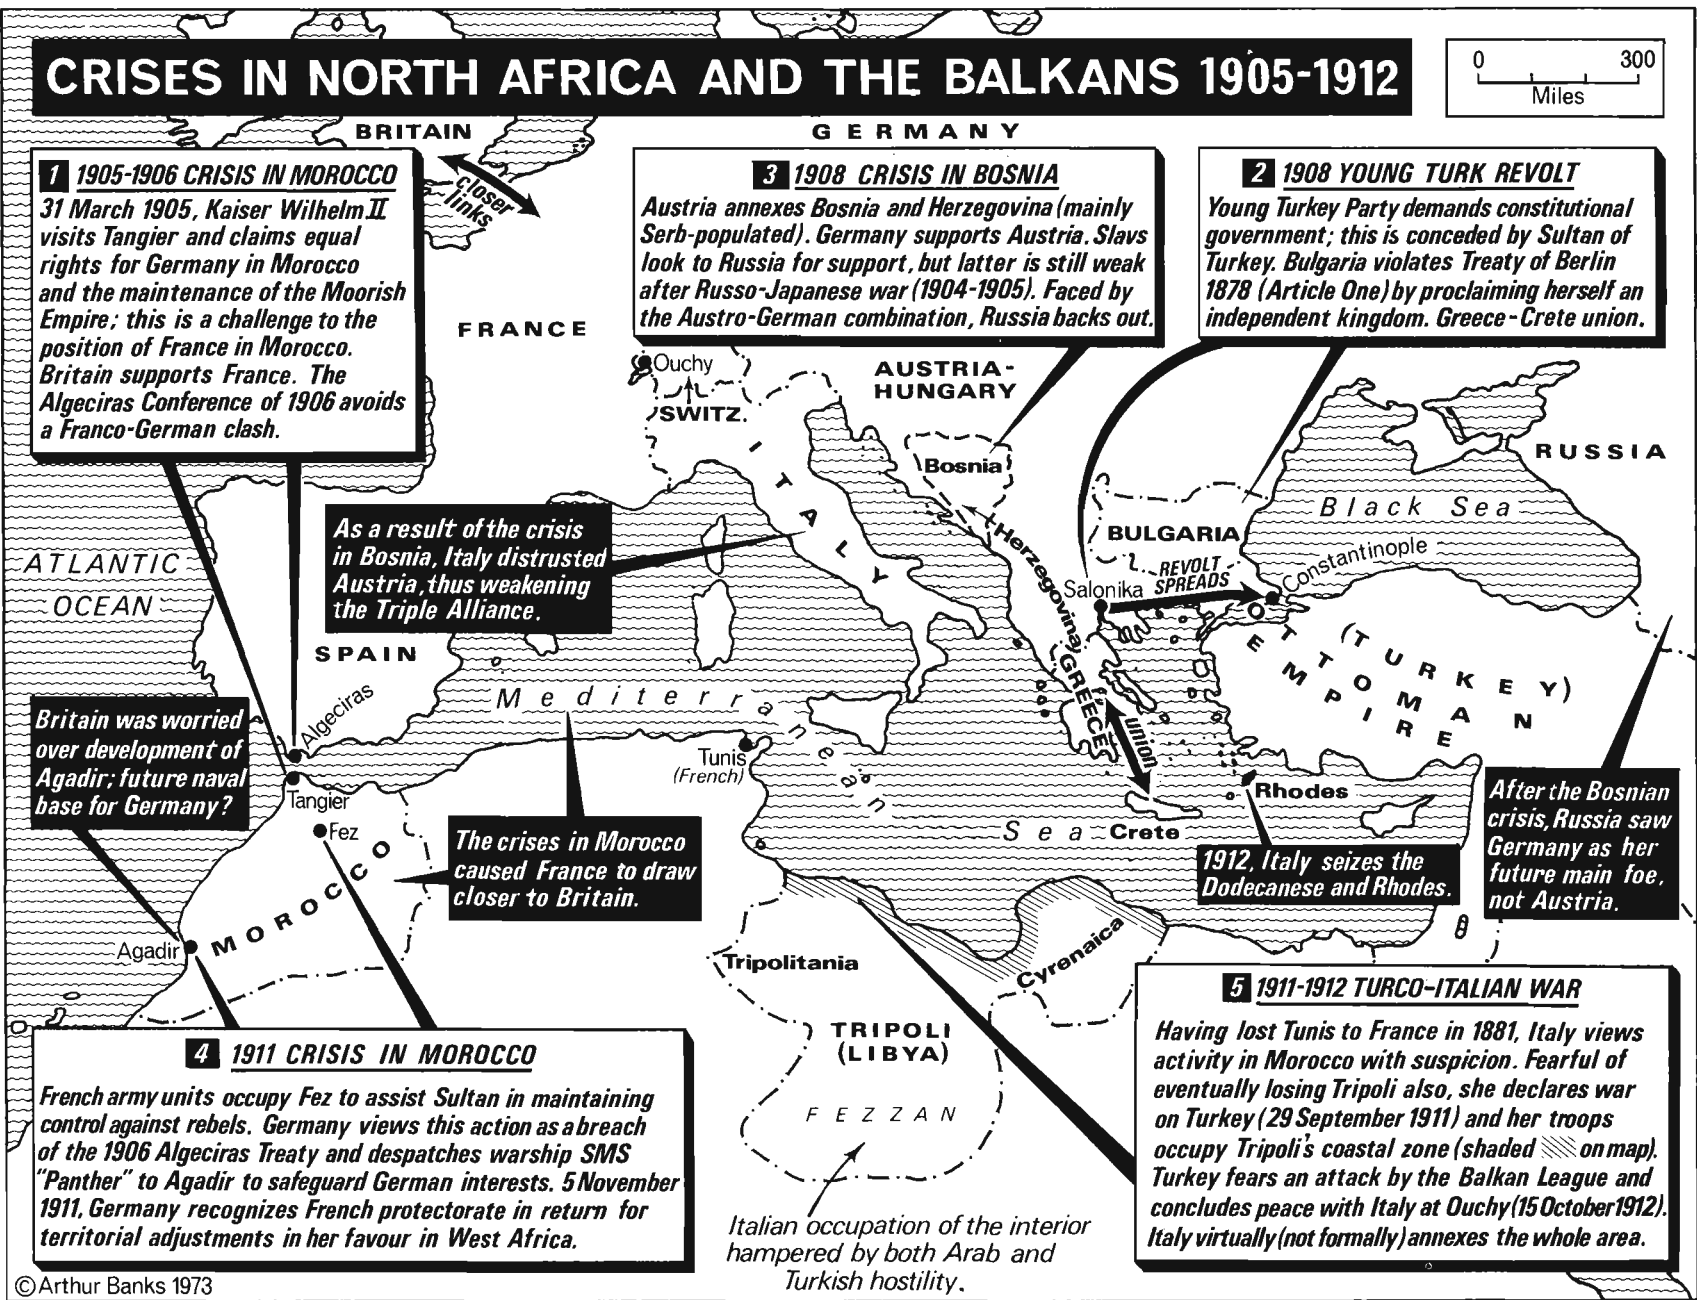 CRISES IN NORTH AFRICA AND THE BALKANS 1905-1912
0 300
Miles
BRITAIN
GERMANY
closer
links
1 1905-1906 CRISIS IN MOROCCO
31 March 1905, Kaiser Wilhelm II
visits Tangier and claims equal
rights for Germany in Morocco
and the maintenance of the Moorish
Empire; this is a challenge to the
position of France in Morocco.
Britain supports France. The
Algeciras Conference of 1906 avoids
a Franco-German clash.
3 1908 CRISIS IN BOSNIA
Austria annexes Bosnia and Herzegovina (mainly
Serb-populated). Germany supports Austria. Slavs
look to Russia for support, but latter is still weak
after Russo-Japanese war (1904-1905). Faced by
the Austro-German combination, Russia backs out.
2 1908 YOUNG TURK REVOLT
Young Turkey Party demands constitutional
government; this is conceded by Sultan of
Turkey. Bulgaria violates Treaty of Berlin
1878 (Article One) by proclaiming herself an
independent kingdom. Greece-Crete union.
FRANCE
Ouchy
SWITZ.
AUSTRIA-
HUNGARY
ITALY
Bosnia
Herzegovina
RUSSIA
Black Sea
BULGARIA
REVOLT
SPREADS
Constantinople
Salonika
OTTOMAN
EMPIRE
(TURKEY)
GREECE
union
ATLANTIC
OCEAN
As a result of the crisis
in Bosnia, Italy distrusted
Austria, thus weakening
the Triple Alliance.
SPAIN
Mediterranean
Sea
Algeciras
Tangier
Fez
Tunis
(French)
Britain was worried
over development of
Agadir; future naval
base for Germany?
The crises in Morocco
caused France to draw
closer to Britain.
MOROCCO
Agadir
Crete
Rhodes
1912, Italy seizes the
Dodecanese and Rhodes.
After the Bosnian
crisis, Russia saw
Germany as her
future main foe,
not Austria.
Tripolitania
Cyrenaica
TRIPOLI
(LIBYA)
FEZZAN
Italian occupation of the interior
hampered by both Arab and
Turkish hostility.
4 1911 CRISIS IN MOROCCO
French army units occupy Fez to assist Sultan in maintaining
control against rebels. Germany views this action as a breach
of the 1906 Algeciras Treaty and despatches warship SMS
"Panther" to Agadir to safeguard German interests. 5 November
1911, Germany recognizes French protectorate in return for
territorial adjustments in her favour in West Africa.
5 1911-1912 TURCO-ITALIAN WAR
Having lost Tunis to France in 1881, Italy views
activity in Morocco with suspicion. Fearful of
eventually losing Tripoli also, she declares war
on Turkey (29 September 1911) and her troops
occupy Tripoli's coastal zone (shaded on map).
Turkey fears an attack by the Balkan League and
concludes peace with Italy at Ouchy (15 October 1912).
Italy virtually (not formally) annexes the whole area.
© Arthur Banks 1973